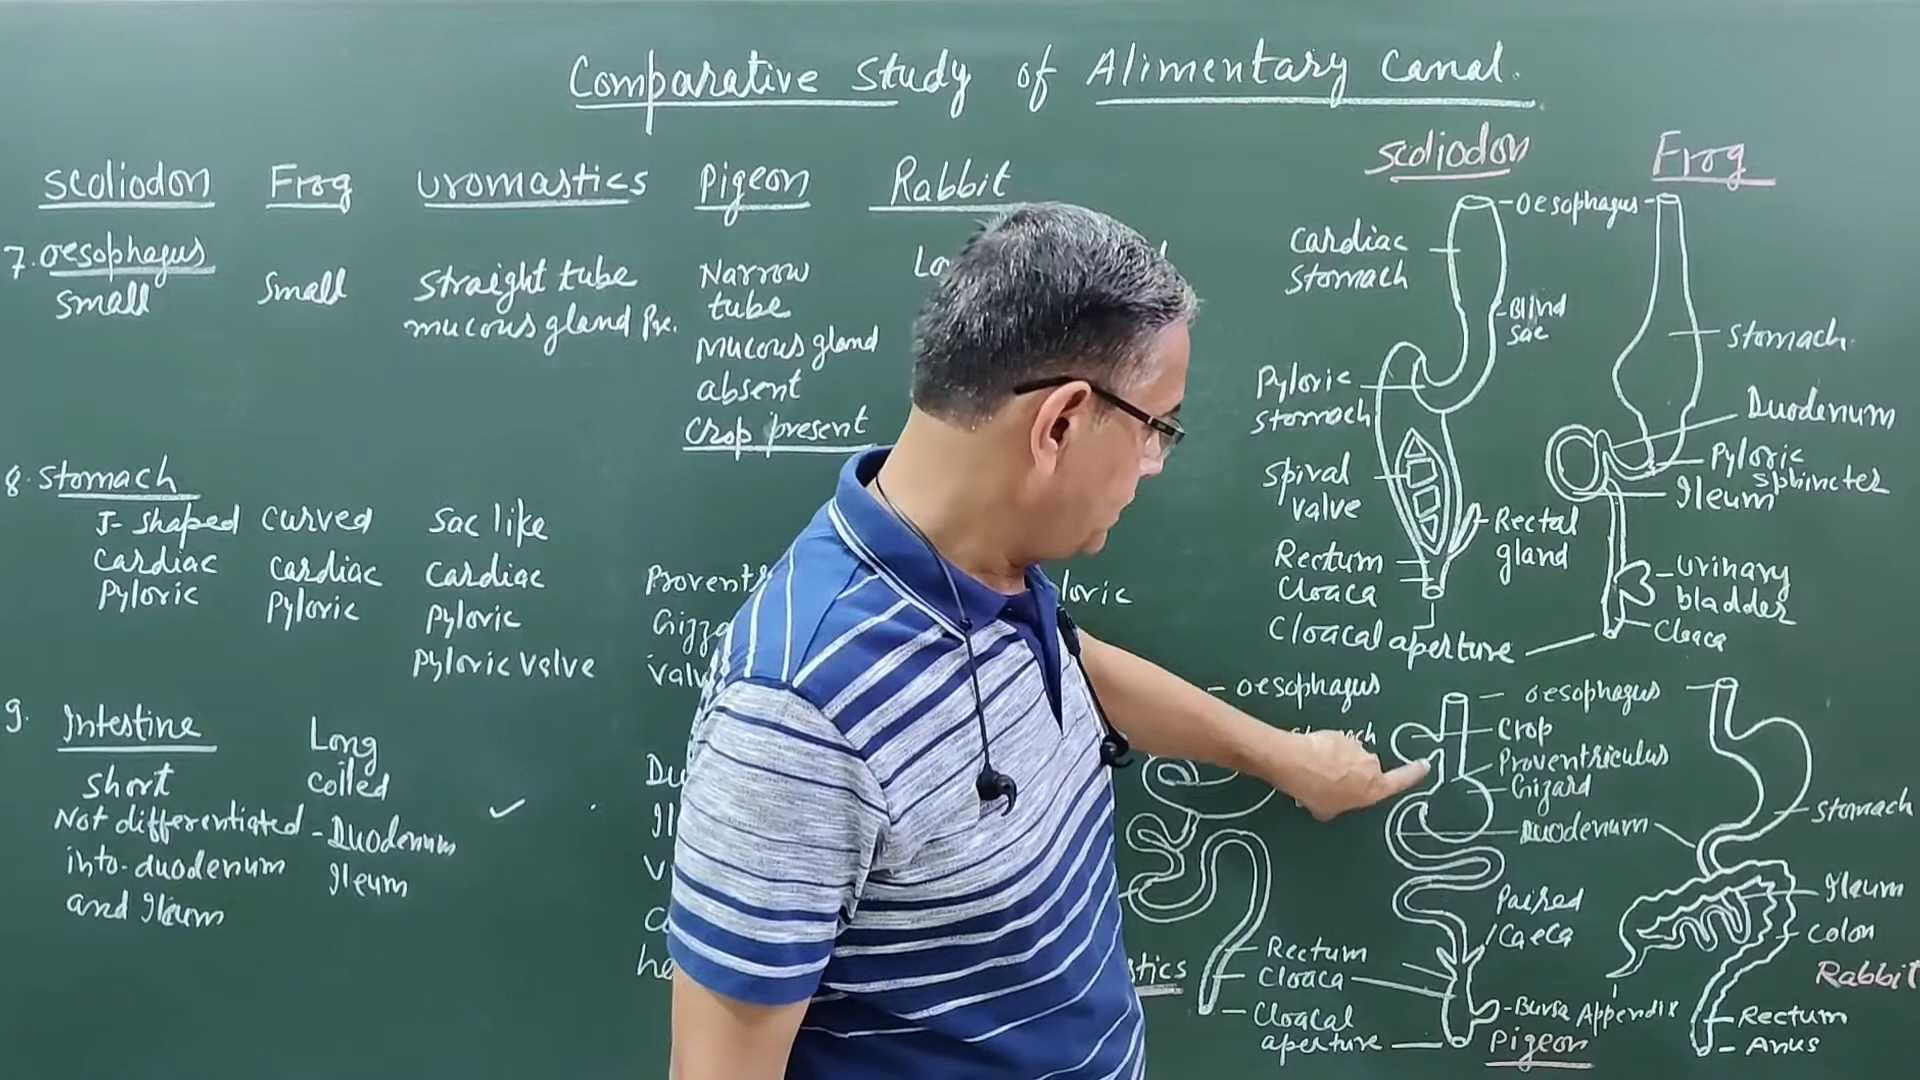 Comparative Study of Alimentary Canal.
Scoliodon Frog Uromastics Pigeon Rabbit
7. Oesophagus
Small
Small
Straight tube
mucous gland Pre.
Narrow
tube
Mucous gland
absent
Crop present
8. Stomach
J-shaped
Cardiac
Pyloric
Curved
Cardiac
Pyloric
Sac like
Cardiac
Pyloric
Pyloric Valve
9. Intestine
Short
Not differentiated
into duodenum
and Ileum
Long
Coiled
- Duodenum
Ileum
✓
Scoliodon
Oesophagus
Cardiac
Stomach
Blind
Sac
Pyloric
Stomach
Spiral
Valve
Rectal
gland
Rectum
Cloaca
Cloacal aperture
Frog
Stomach
Duodenum
Pyloric
Sphincter
Ileum
Urinary
bladder
Cloaca
Oesophagus
Rectum
Cloaca
Cloacal
aperture
Oesophagus
Crop
Proventriculus
Gizard
Duodenum
Paired
Caeca
Bursa
Pigeon
Stomach
Ileum
Colon
Rabbit
Appendix
Rectum
Anus